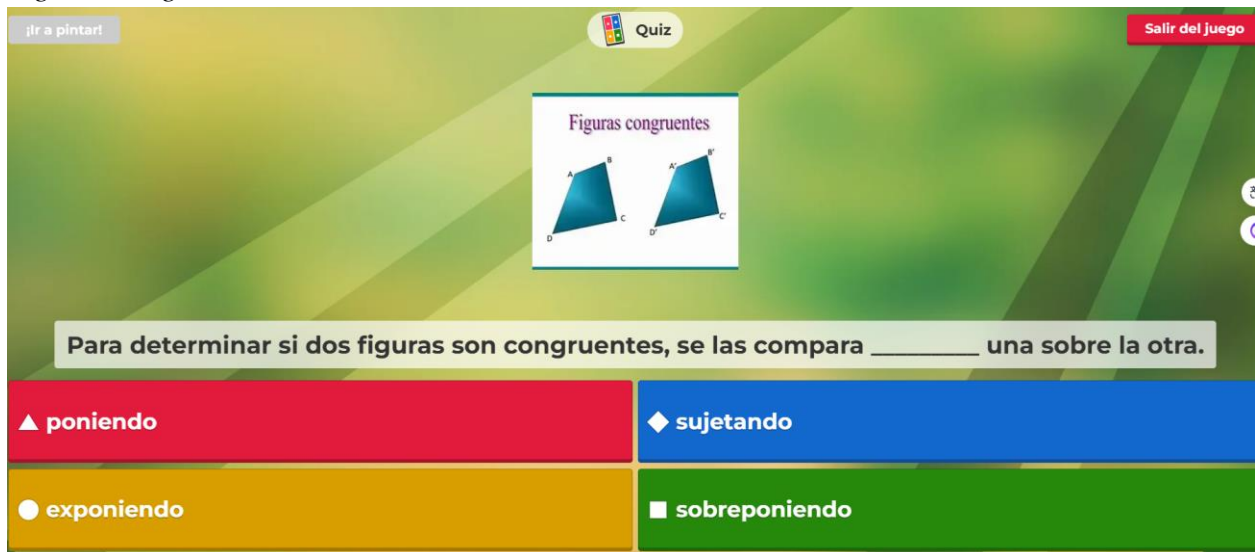 ¡Ir a pintar!
Quiz
Salir del juego
Figuras congruentes
B
A
C
D
B'
A'
C'
D'
Para determinar si dos figuras son congruentes, se las compara _________ una sobre la otra.
poniendo
sujetando
exponiendo
sobreponiendo